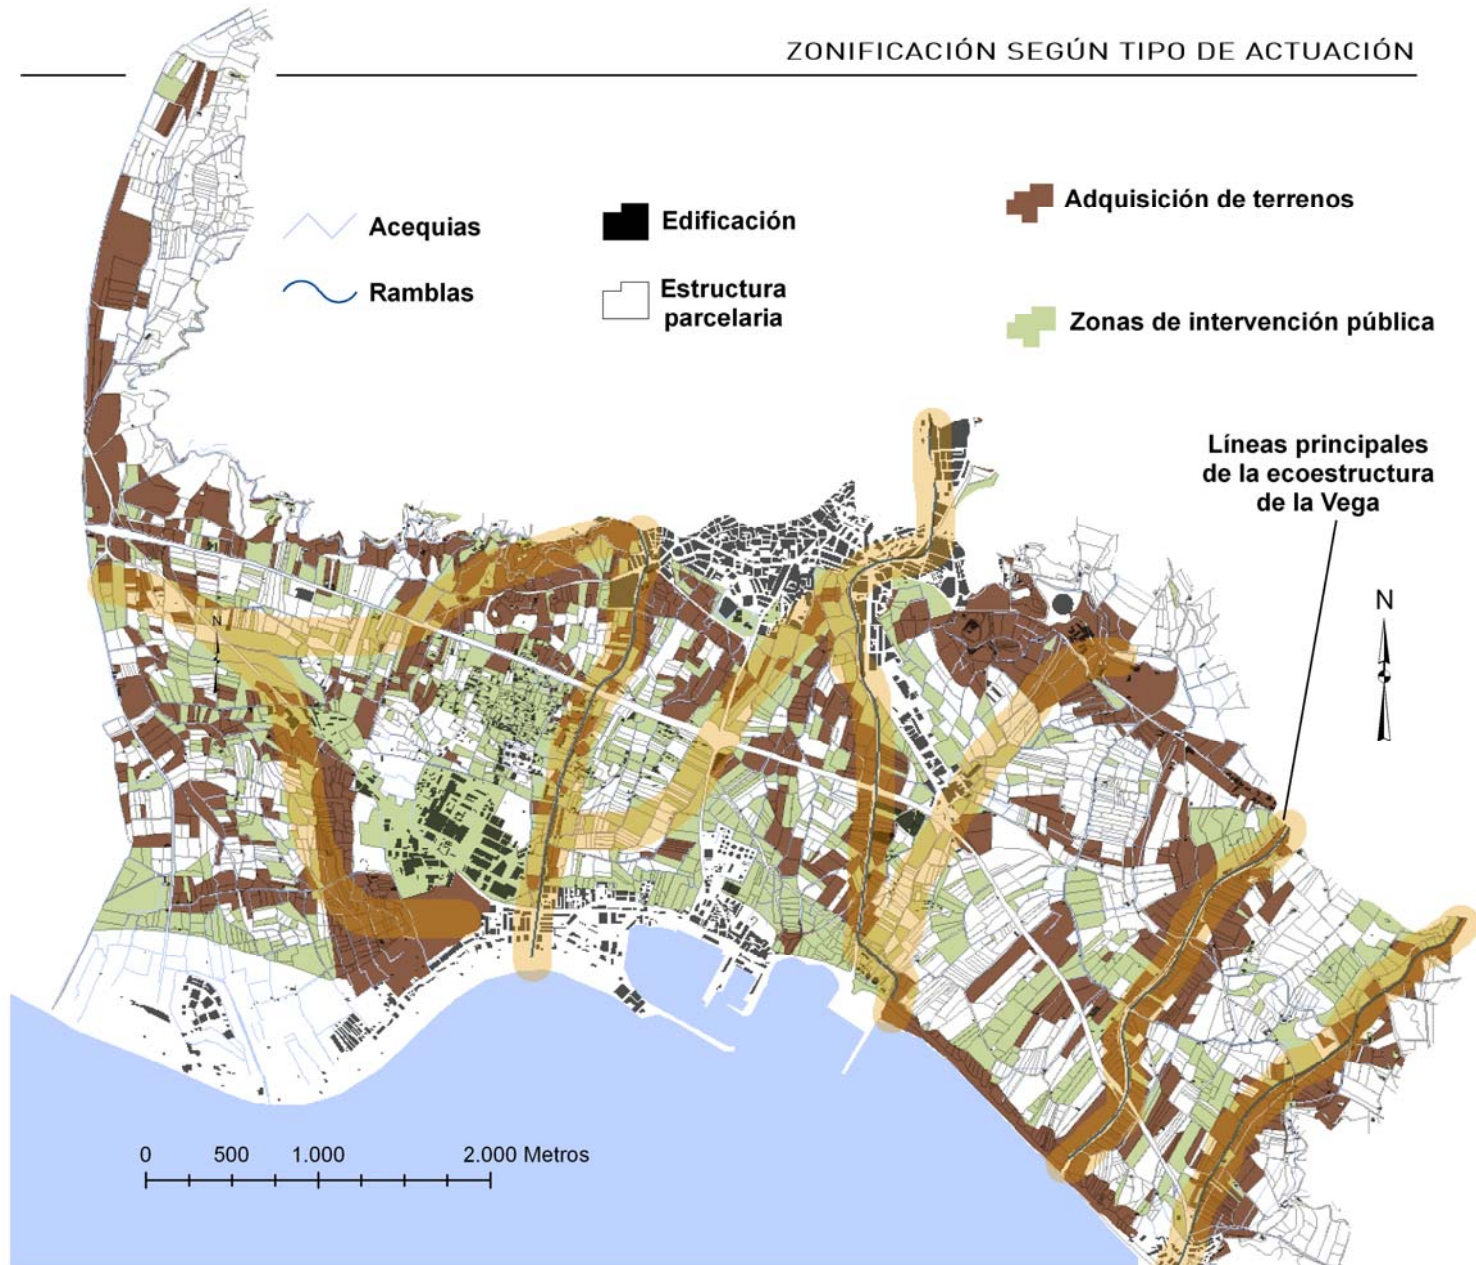 ZONIFICACIÓN SEGÚN TIPO DE ACTUACIÓN
Acequias
Ramblas
Edificación
Estructura
parcelaria
Adquisición de terrenos
Zonas de intervención pública
Líneas principales
de la ecoestructura
de la Vega
N
N
0 500 1.000 2.000 Metros